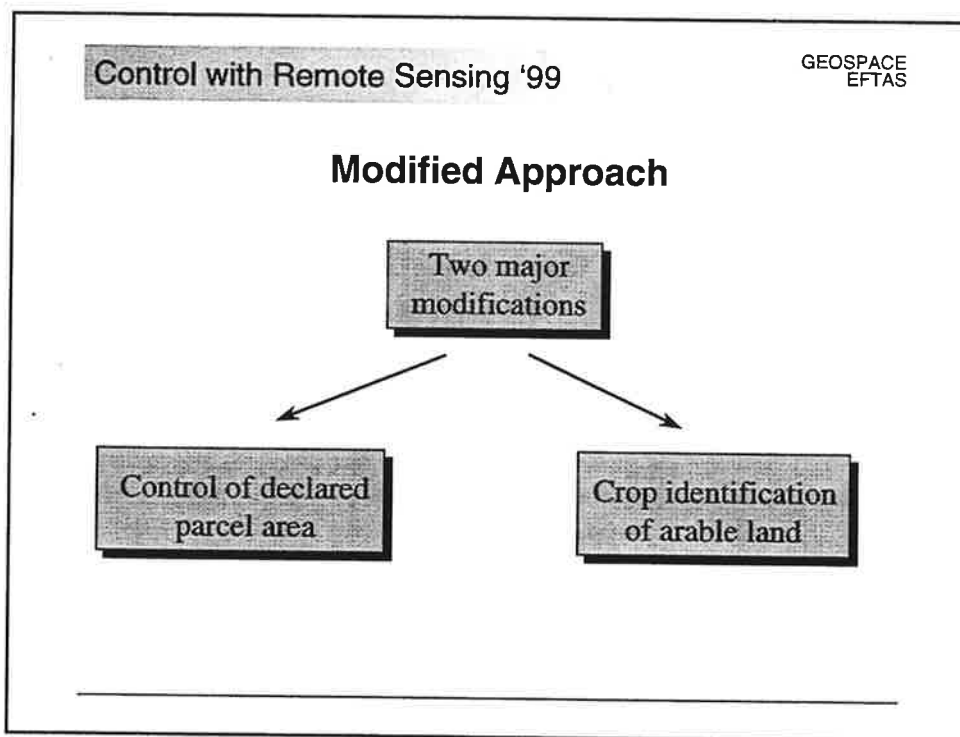 Control with Remote Sensing ‘99
GEOSPACE
EFTAS
Modified Approach
Two major
modifications
Control of declared
parcel area
Crop identification
of arable land